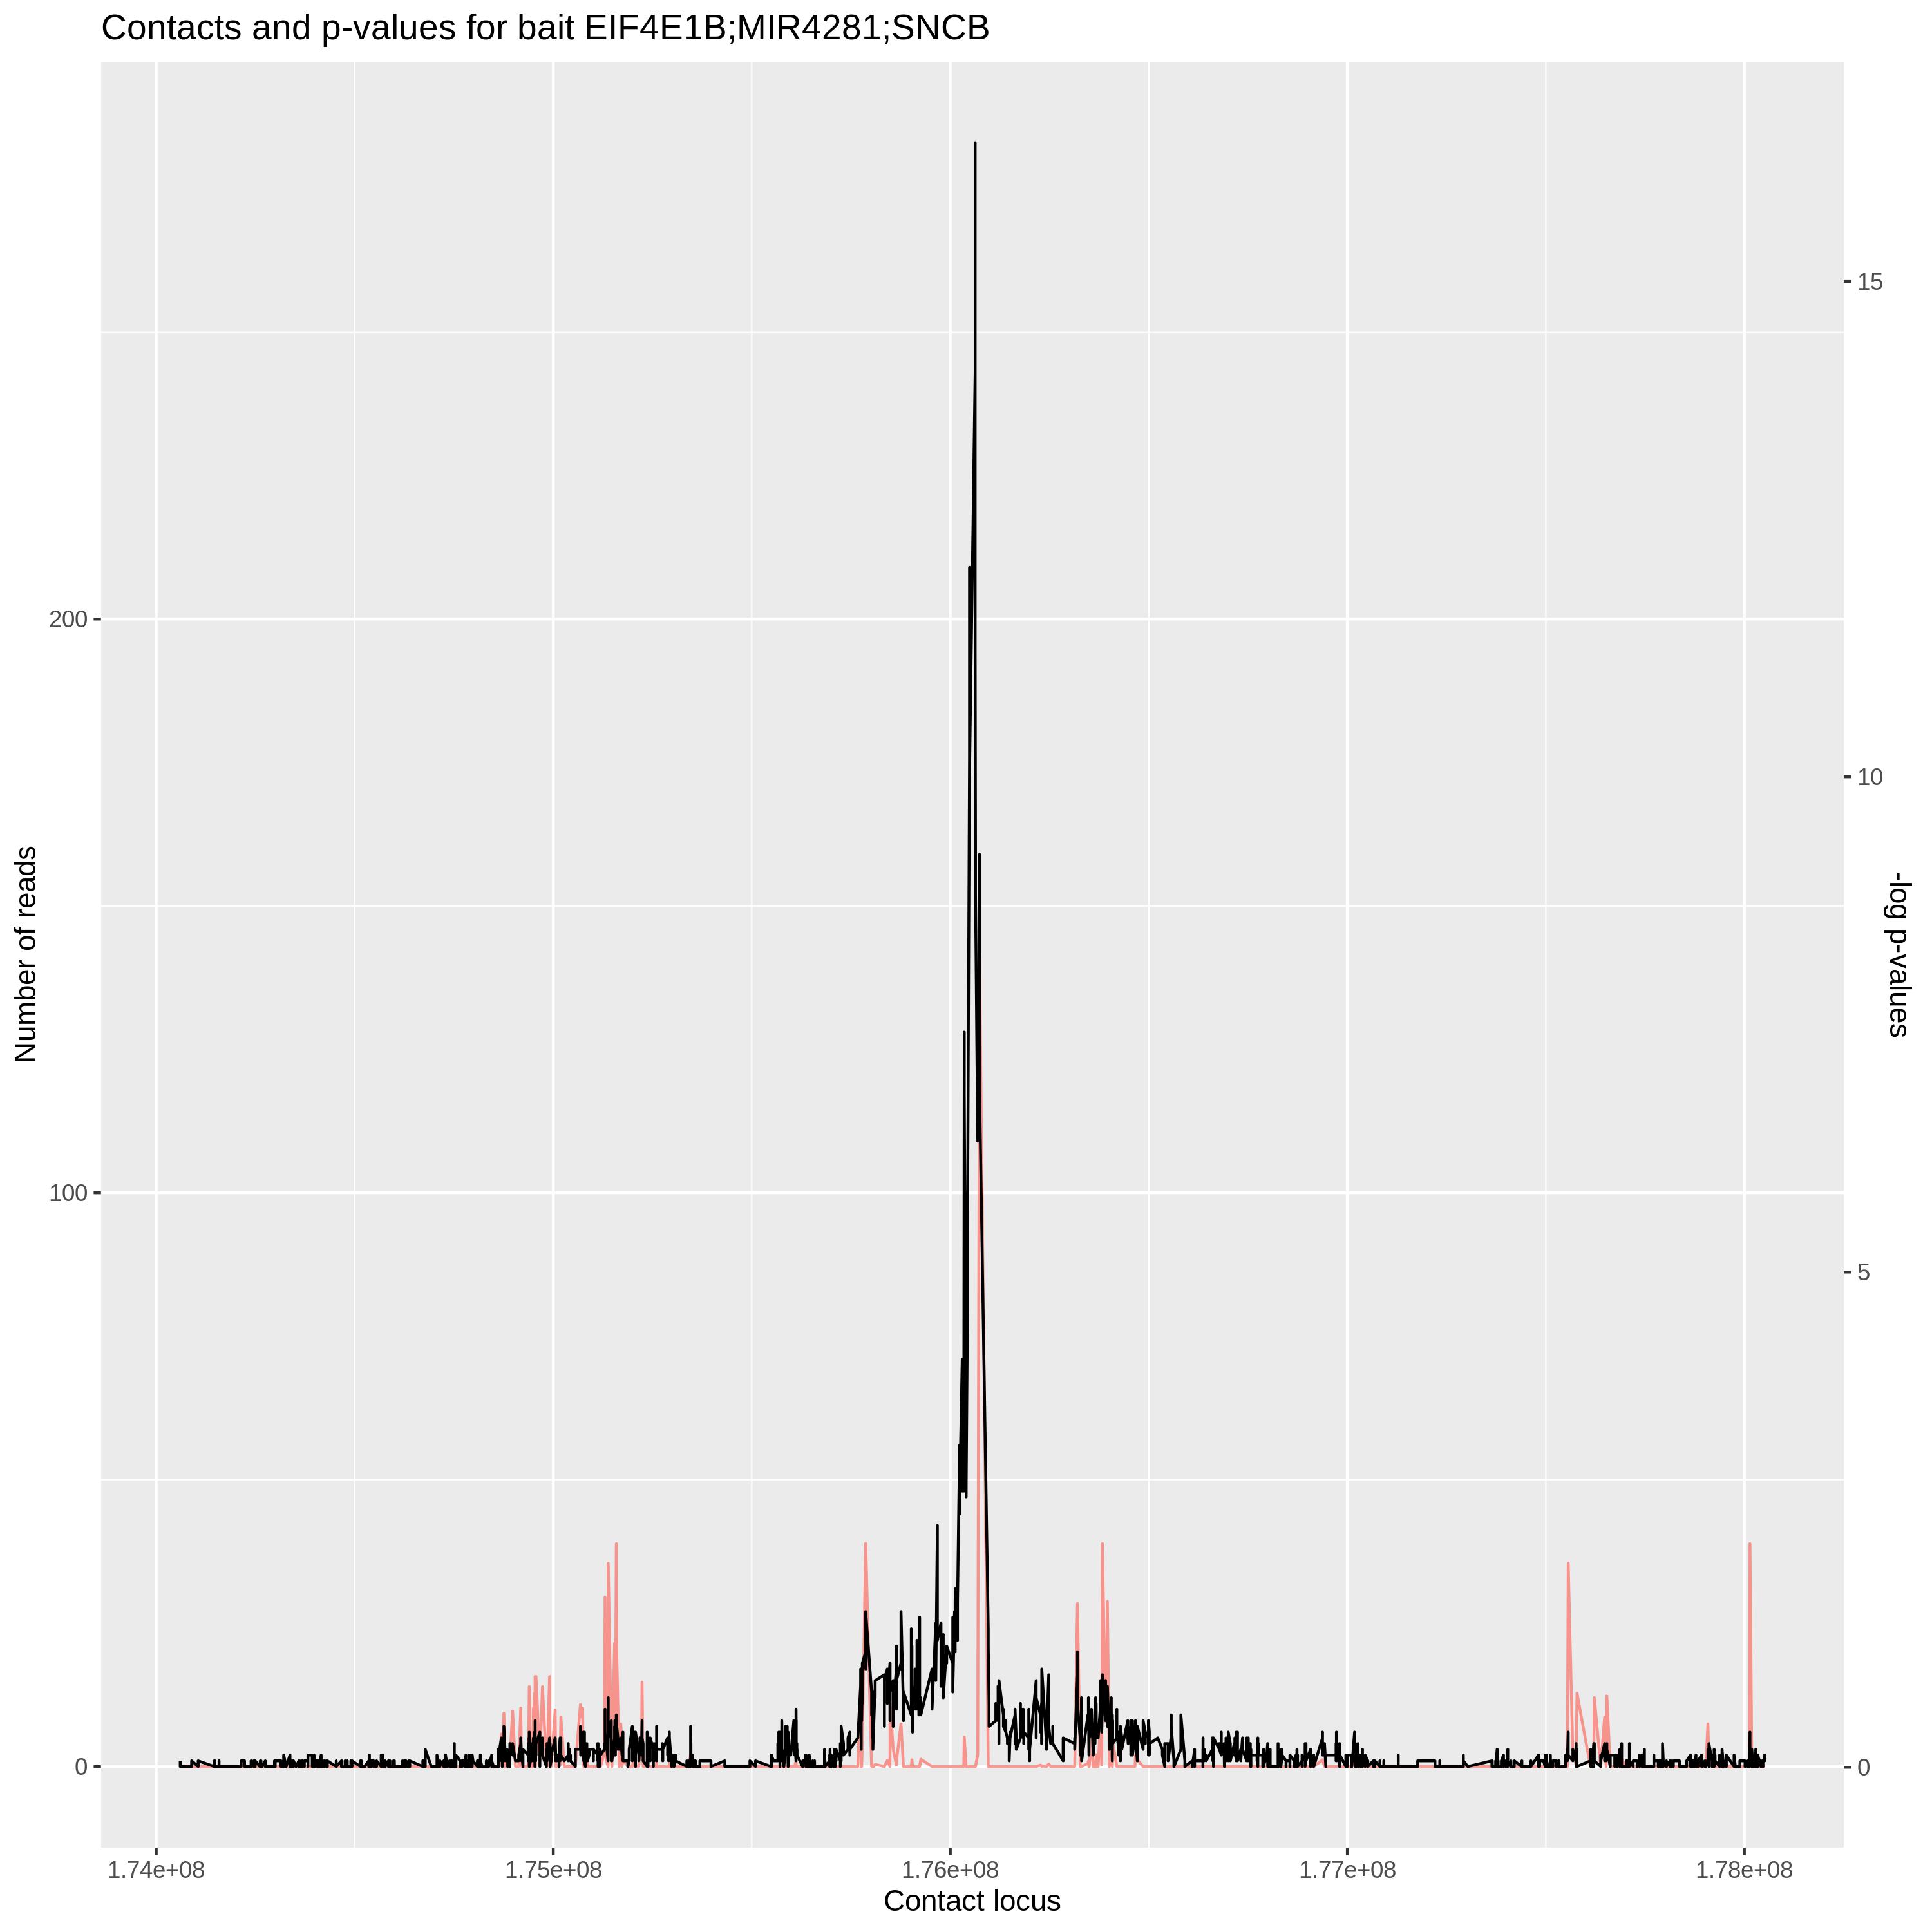 Contacts and p-values for bait EIF4E1B;MIR4281;SNCB
Number of reads
200
100
0
15
10
5
0
-log p-values
1.74e+08
1.75e+08
1.76e+08
1.77e+08
1.78e+08
Contact locus